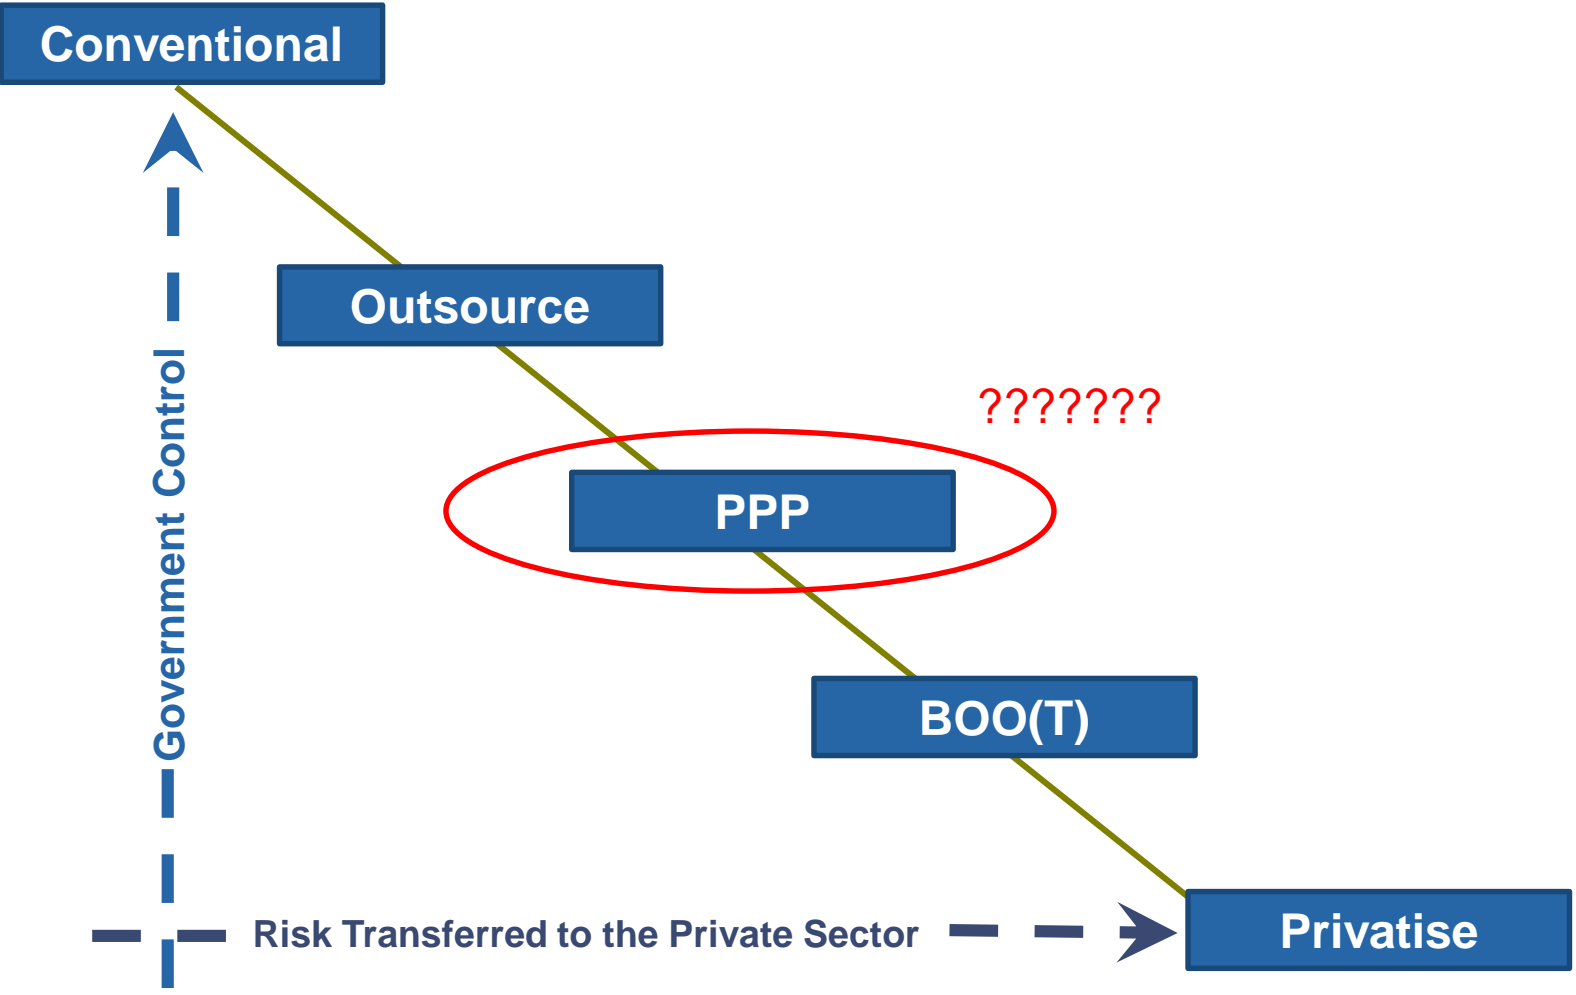 Conventional
Outsource
???????
PPP
Government Control
BOO(T)
Risk Transferred to the Private Sector
Privatise